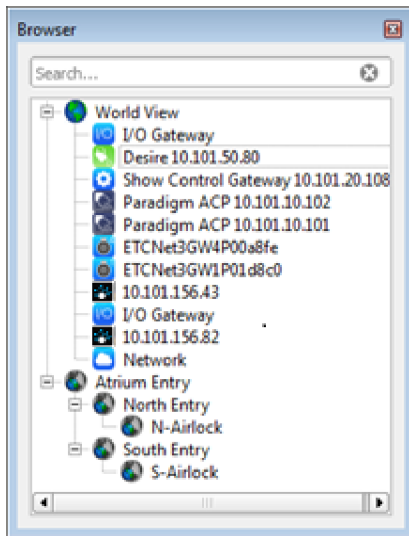 Browser
Search...
World View
I/O Gateway
Desire 10.101.50.80
Show Control Gateway 10.101.20.108
Paradigm ACP 10.101.10.102
Paradigm ACP 10.101.10.101
ETCNet3GW4P00a8fe
ETCNet3GW1P01d8c0
10.101.156.43
I/O Gateway
10.101.156.82
Network
Atrium Entry
North Entry
N-Airlock
South Entry
S-Airlock